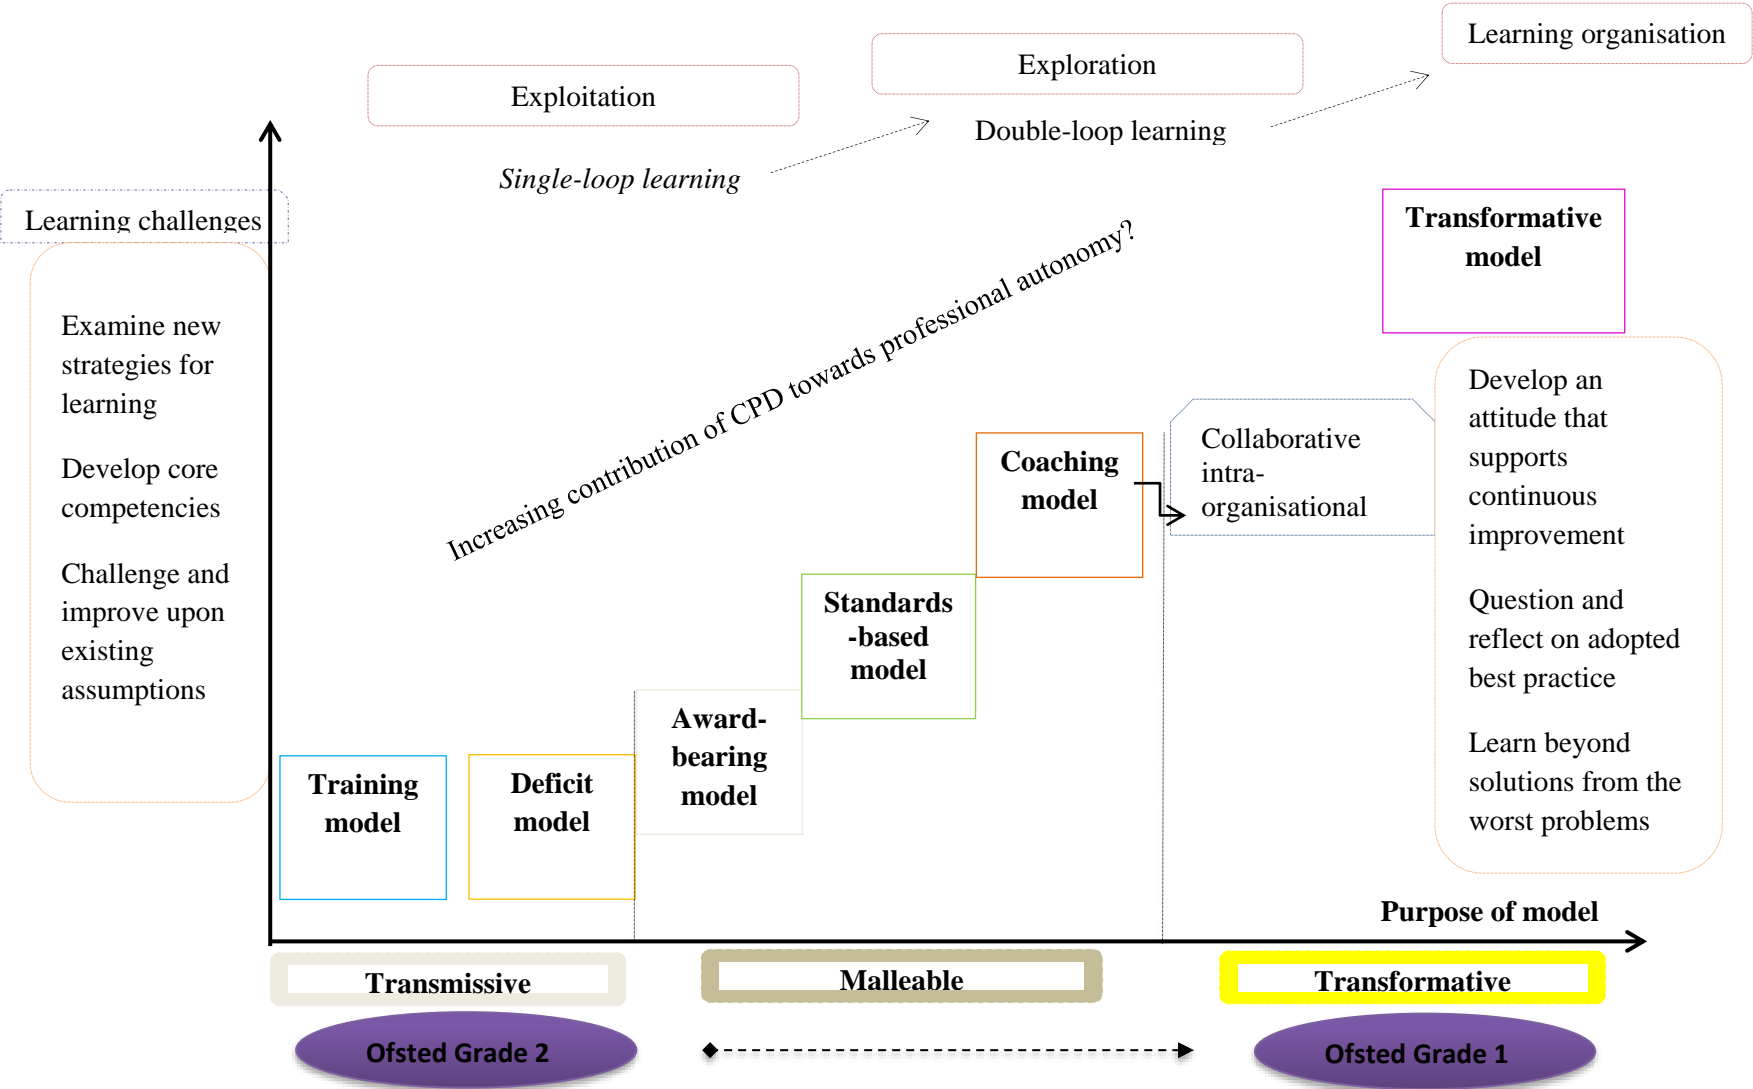 Learning organisation
Exploration
Exploitation
Double-loop learning
Single-loop learning
Learning challenges
Examine new
strategies for
learning
Develop core
competencies
Challenge and
improve upon
existing
assumptions
Increasing contribution of CPD towards professional autonomy?
Transformative
model
Collaborative
intra-
organisational
Coaching
model
Standards
-based
model
Award-
bearing
model
Training
model
Deficit
model
Develop an
attitude that
supports
continuous
improvement
Question and
reflect on adopted
best practice
Learn beyond
solutions from the
worst problems
Purpose of model
Transmissive
Malleable
Transformative
Ofsted Grade 2
Ofsted Grade 1